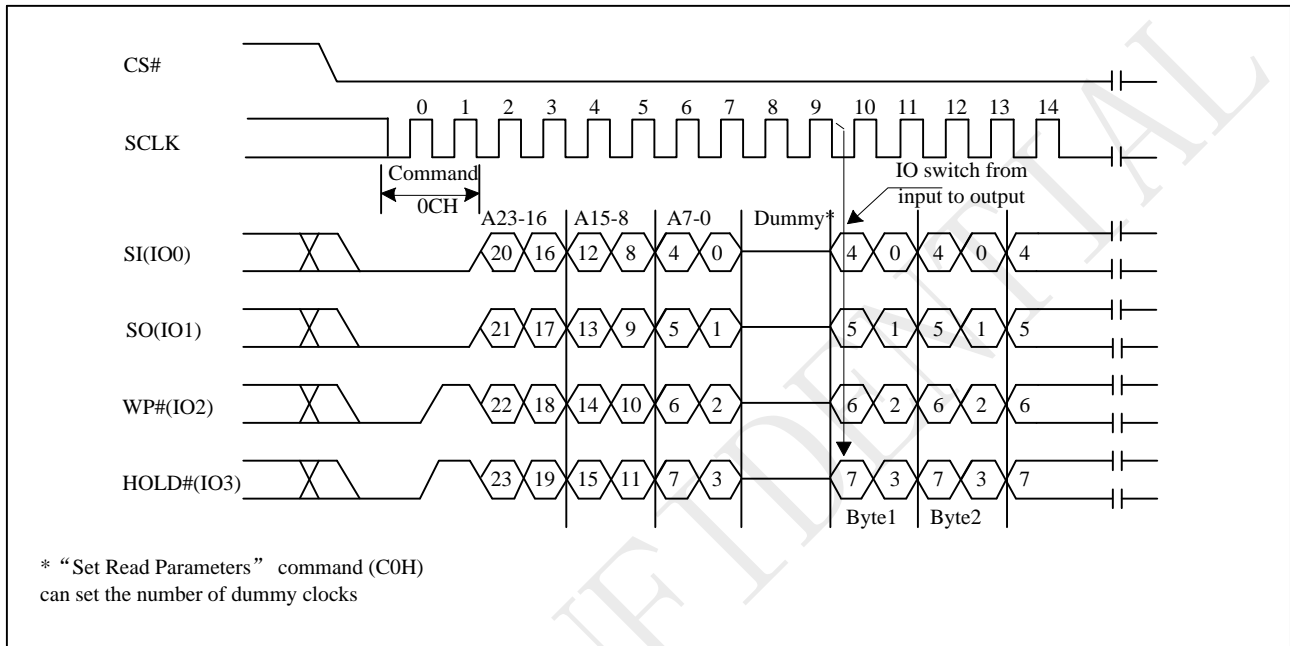 CS#
0 1 2 3 4 5 6 7 8 9 10 11 12 13 14
SCLK
Command
0CH
IO switch from
input to output
A23-16 A15-8 A7-0 Dummy*
SI(IO0) 20 16 12 8 4 0 4 0 4 0 4
SO(IO1) 21 17 13 9 5 1 5 1 5 1 5
WP#(IO2) 22 18 14 10 6 2 6 2 6 2 6
HOLD#(IO3) 23 19 15 11 7 3 7 3 7 3 7
Byte1 Byte2
* “Set Read Parameters” command (C0H)
can set the number of dummy clocks